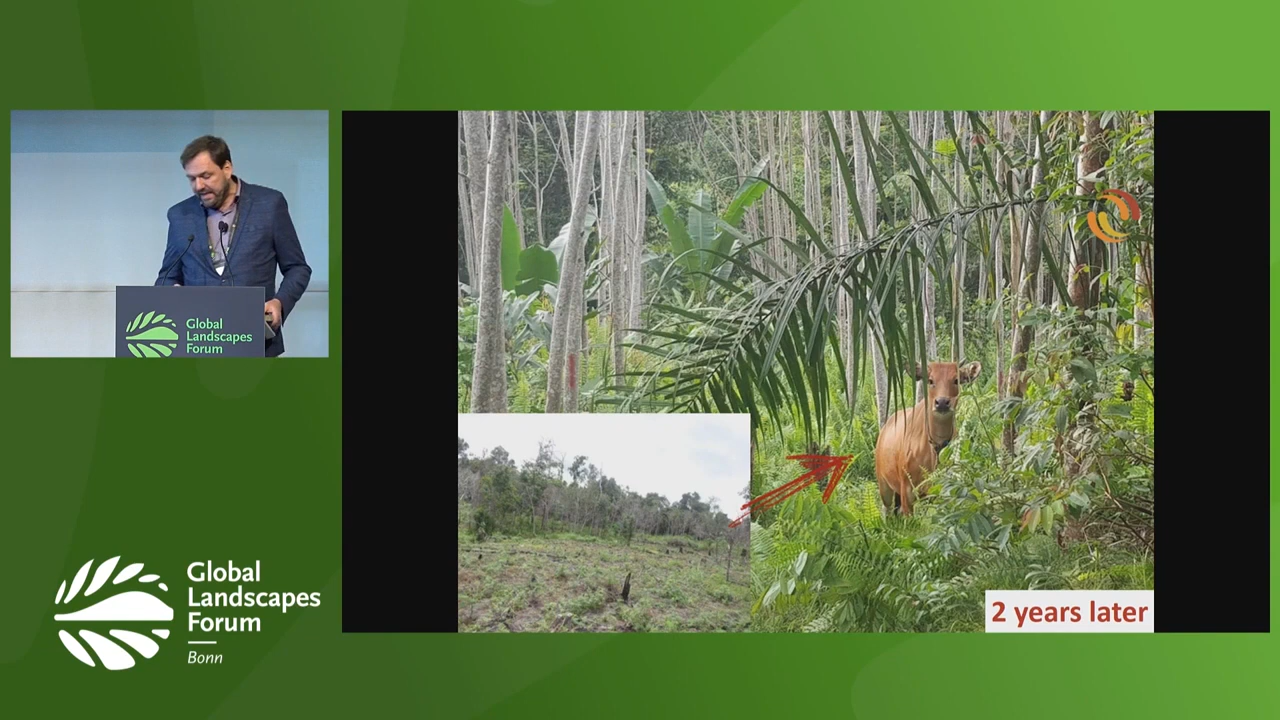 Global
Landscapes
Forum
2 years later
Global
Landscapes
Forum
Bonn